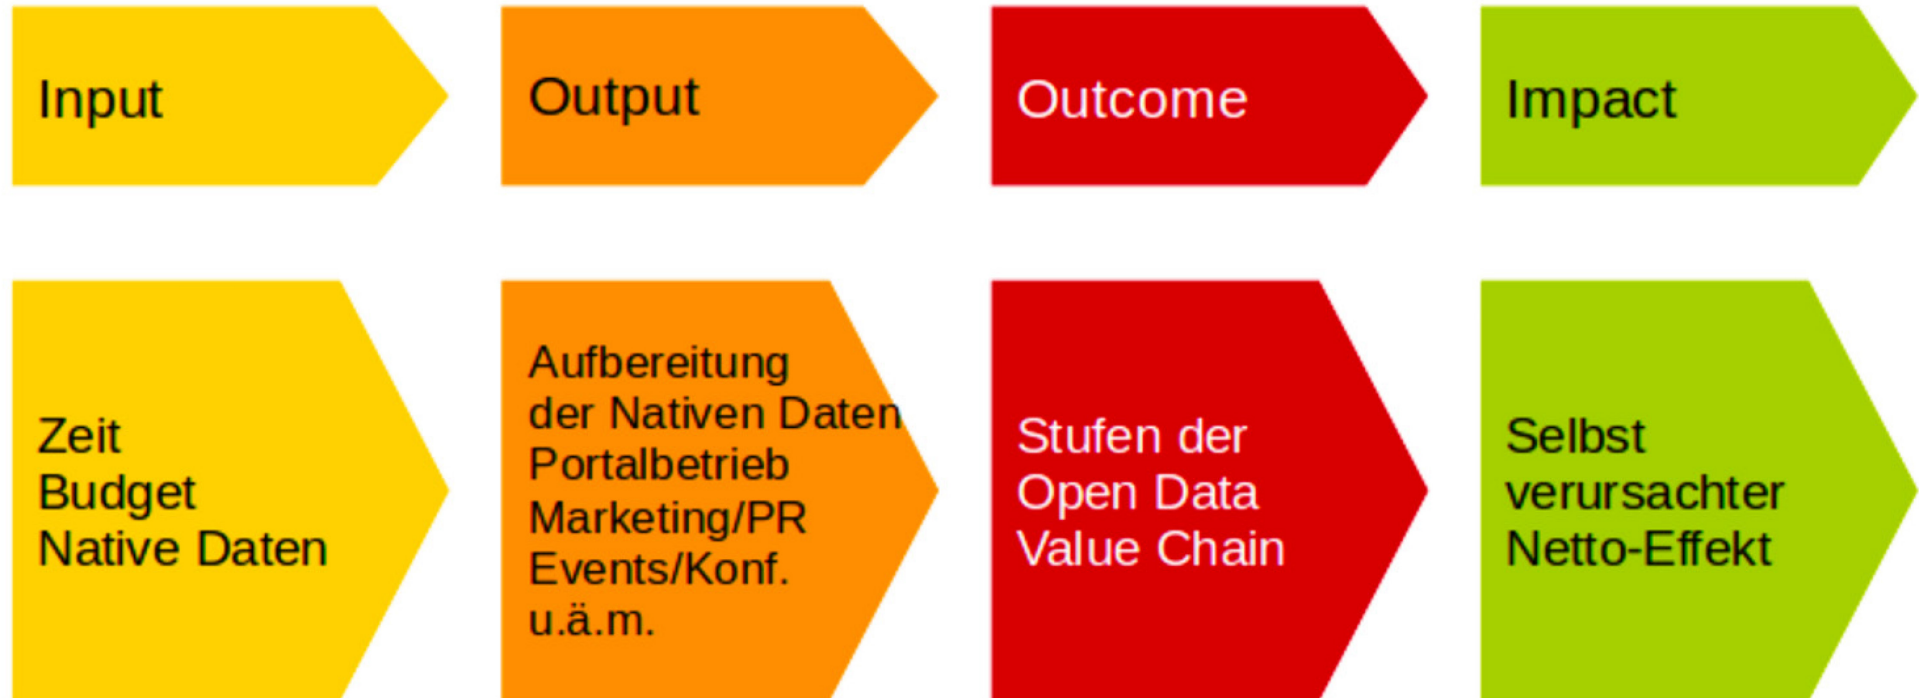 Input
Output
Outcome
Impact
Zeit
Budget
Native Daten
Aufbereitung
der Nativen Daten
Portalbetrieb
Marketing/PR
Events/Konf.
u.ä.m.
Stufen der
Open Data
Value Chain
Selbst
verursachter
Netto-Effekt